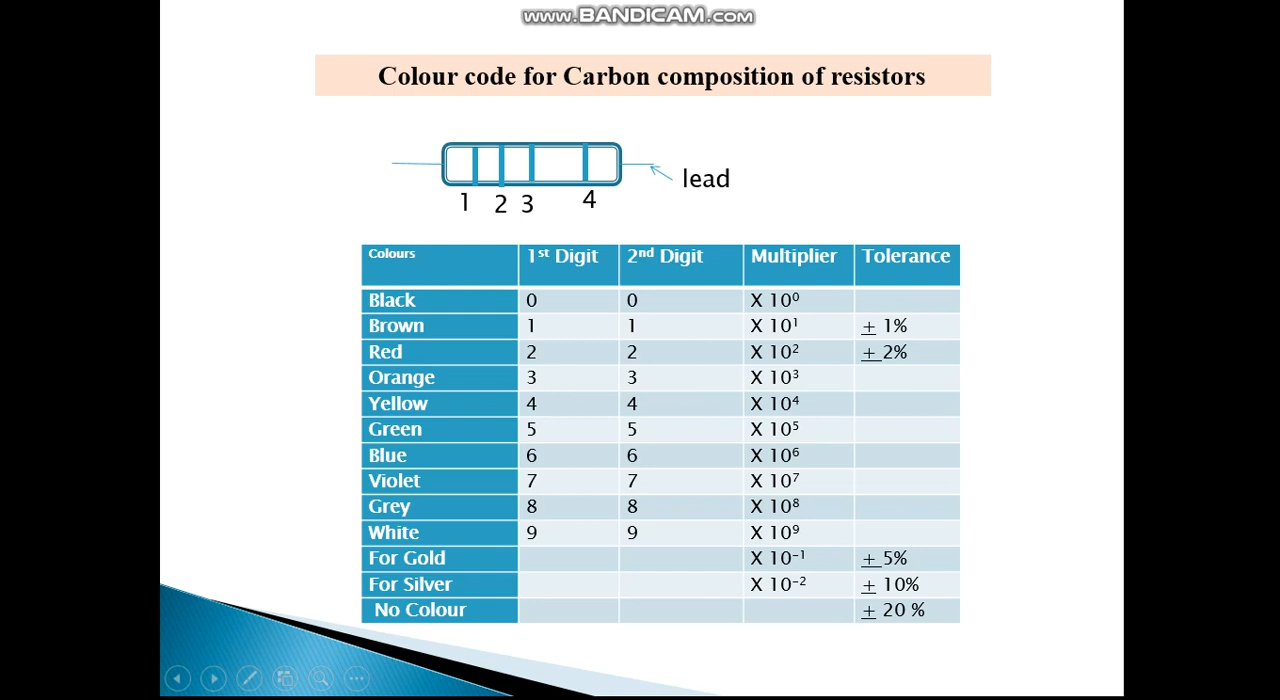 www.BANDICAM.com
Colour code for Carbon composition of resistors
lead
1 2 3 4
Colours 1st Digit 2nd Digit Multiplier Tolerance
Black 0 0 X 10⁰
Brown 1 1 X 10¹ ± 1%
Red 2 2 X 10² ± 2%
Orange 3 3 X 10³
Yellow 4 4 X 10⁴
Green 5 5 X 10⁵
Blue 6 6 X 10⁶
Violet 7 7 X 10⁷
Grey 8 8 X 10⁸
White 9 9 X 10⁹
For Gold X 10⁻¹ ± 5%
For Silver X 10⁻² ± 10%
No Colour ± 20 %